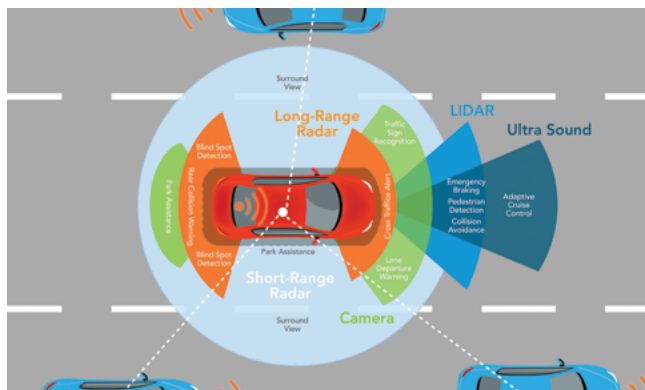 Surround
View
Long-Range
Radar
Traffic
Sign
Recognition
LIDAR
Ultra Sound
Blind Spot
Detection
Park Assistance
Rear Collision Warning
Cross Traffice Alert
Emergency
Braking
Pedestrian
Detection
Collision
Avoidance
Adaptive
Cruise
Control
Blind Spot
Detection
Park Assistance
Lane
Departure
Warning
Short-Range
Radar
Camera
Surround
View